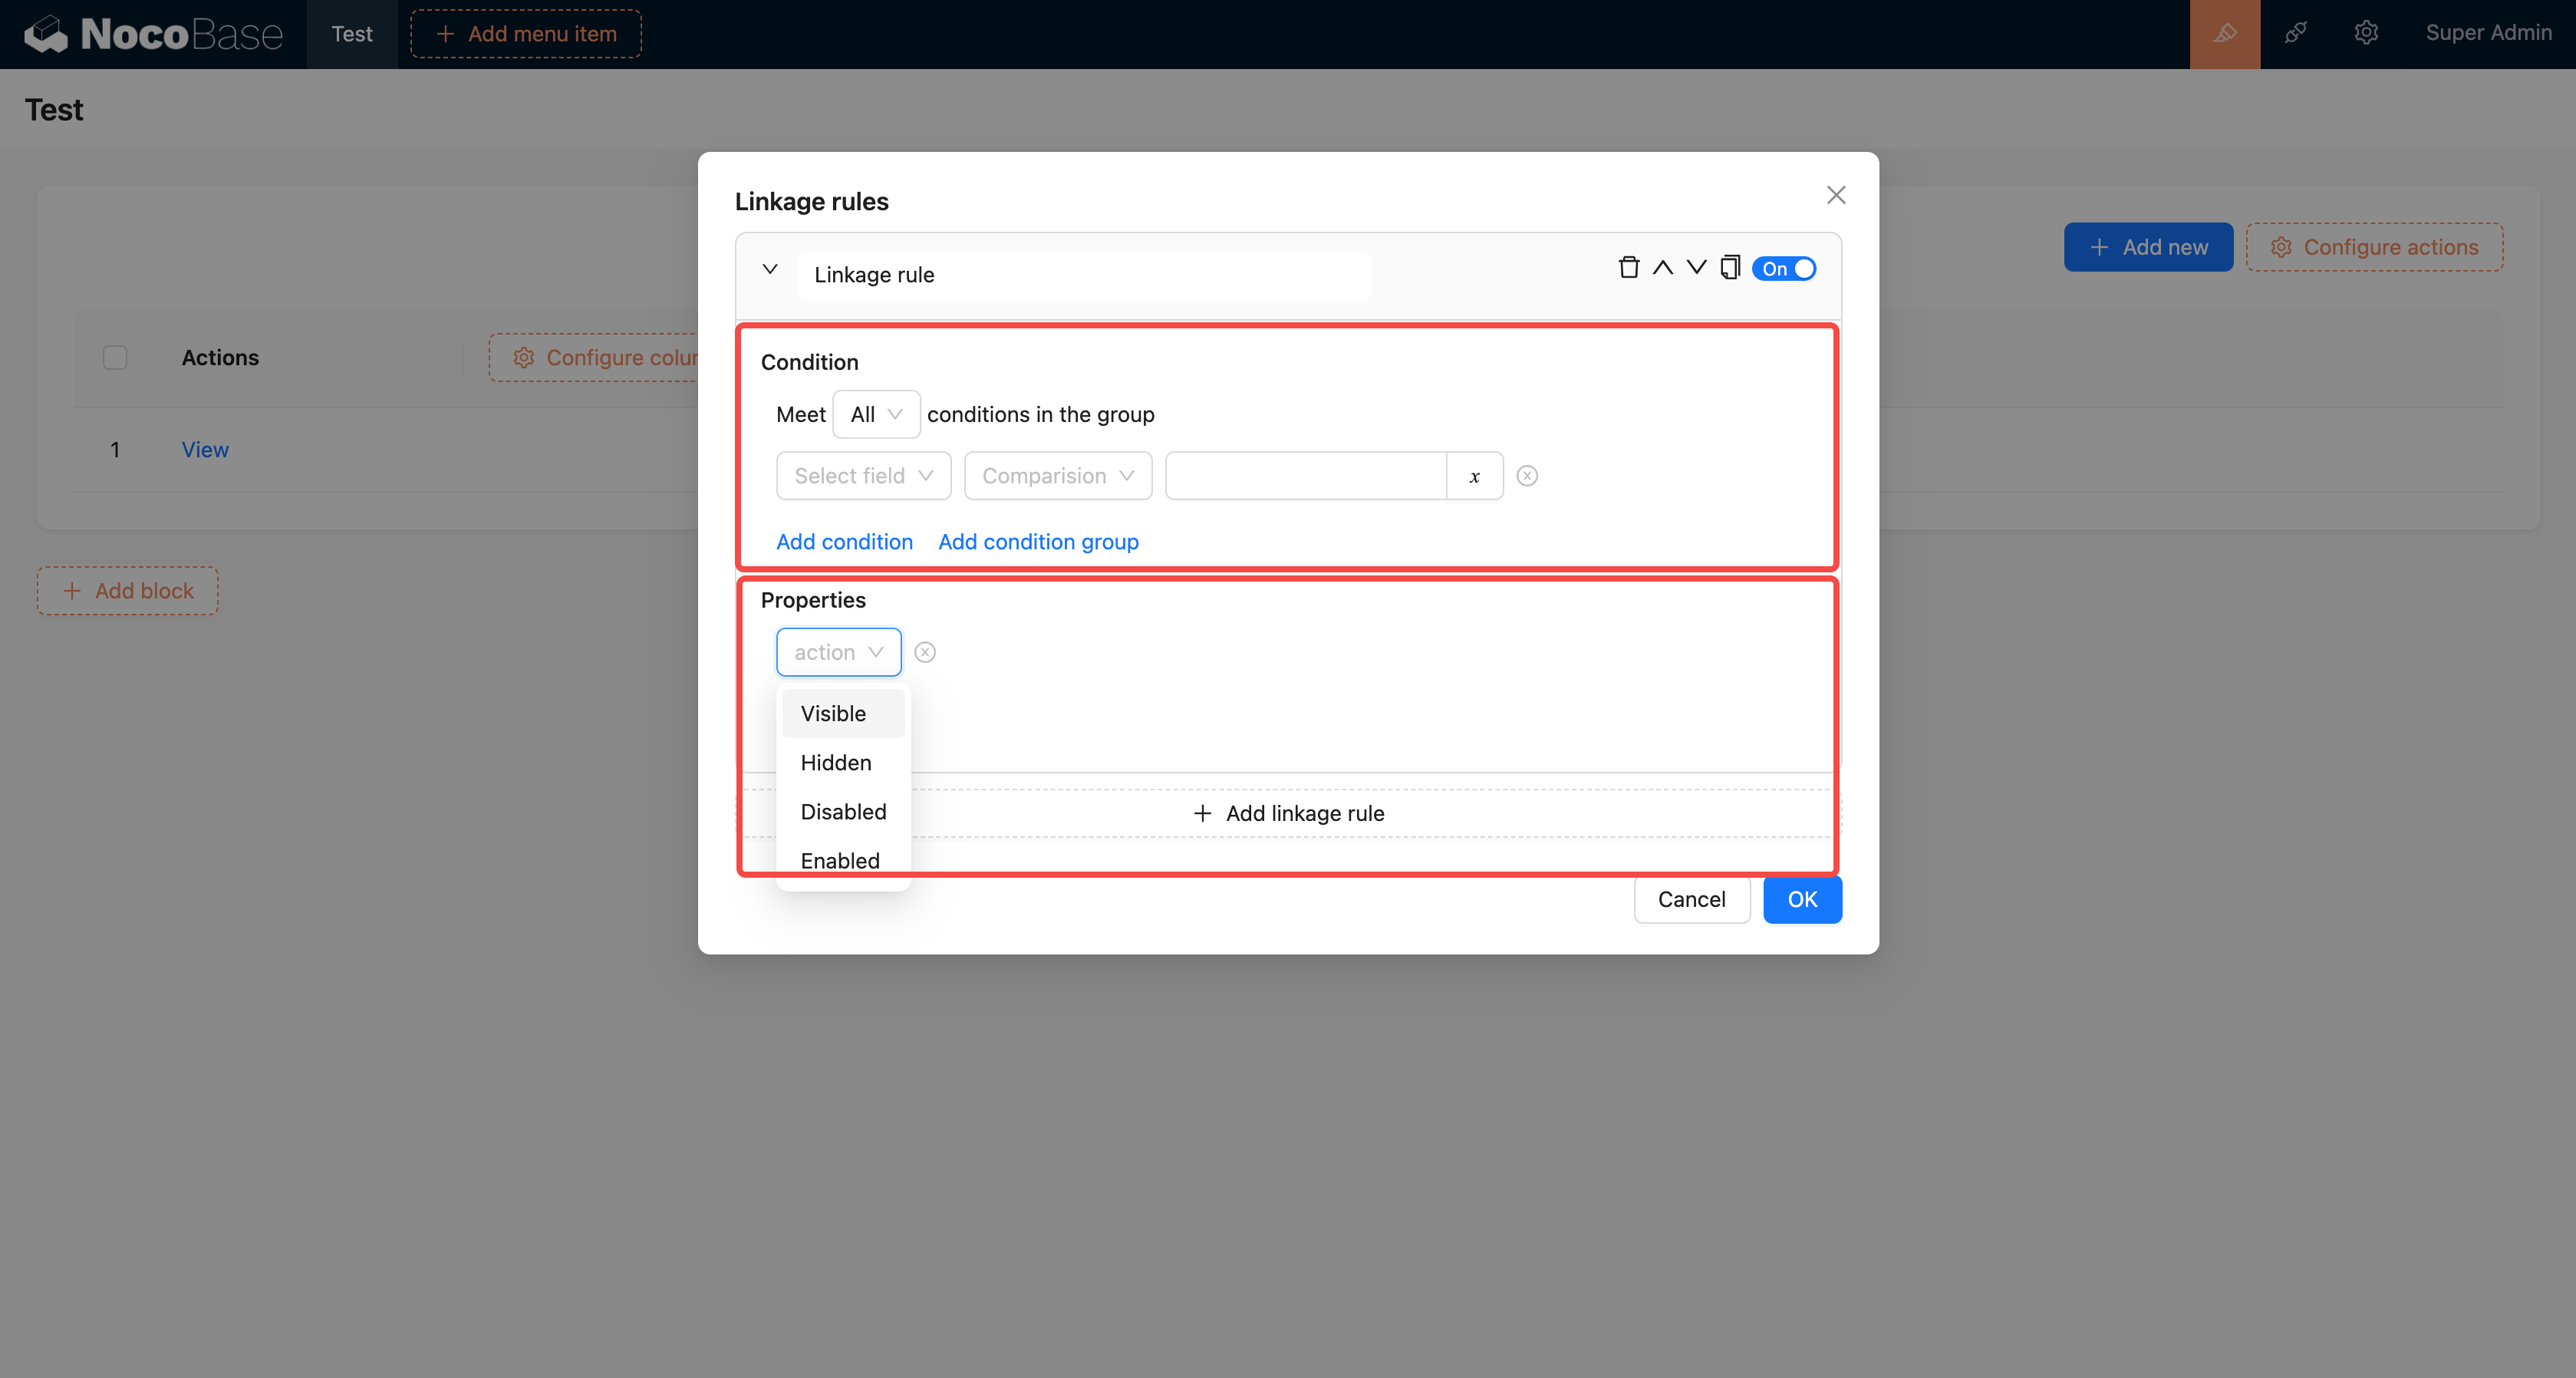 NocoBase
Test
Add menu item
Super Admin
Test
Add new
Configure actions
Actions
Configure colu
1
View
Add block
Linkage rules
Linkage rule
On
Condition
Meet All conditions in the group
Select field Comparision x
Add condition Add condition group
Properties
action
Visible
Hidden
Disabled
Enabled
Add linkage rule
Cancel OK